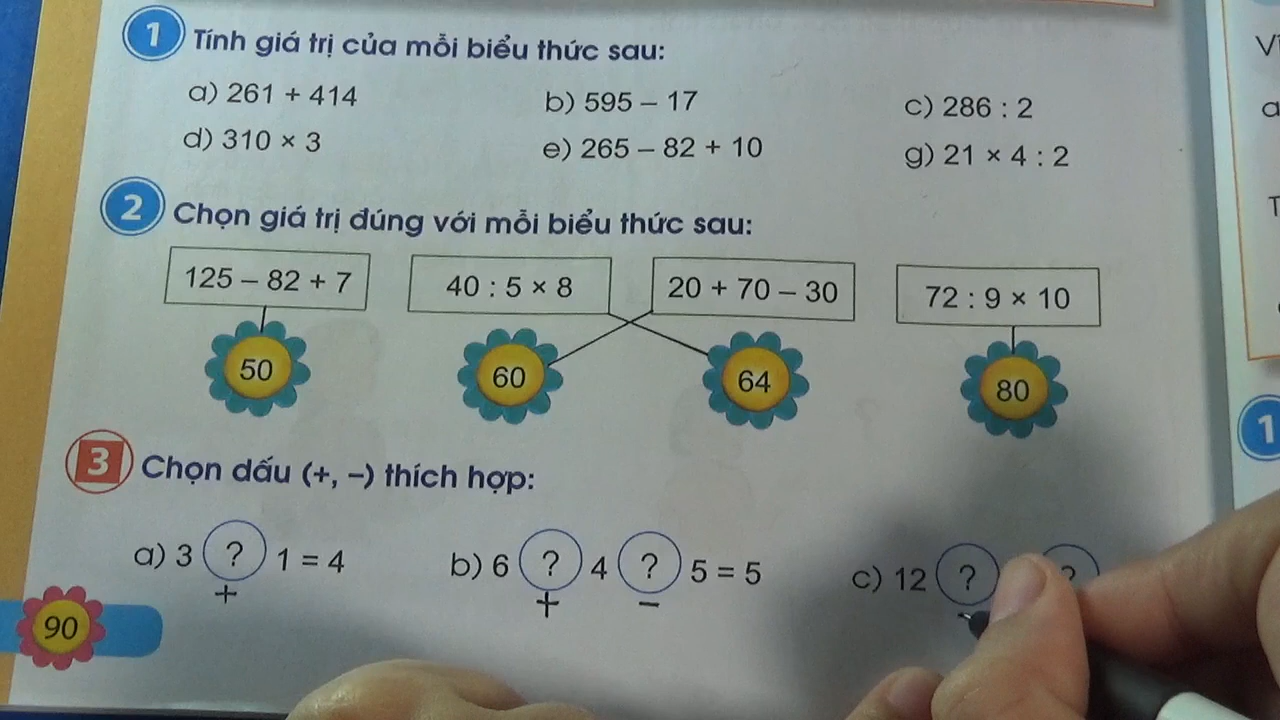 1 Tính giá trị của mỗi biểu thức sau:
a) 261 + 414 b) 595 – 17 c) 286 : 2
d) 310 × 3 e) 265 – 82 + 10 g) 21 × 4 : 2
2 Chọn giá trị đúng với mỗi biểu thức sau:
125 – 82 + 7 40 : 5 × 8 20 + 70 – 30 72 : 9 × 10
50 60 64 80
3 Chọn dấu (+, –) thích hợp:
a) 3 ? 1 = 4 b) 6 ? 4 ? 5 = 5 c) 12 ? ?
+ + –
90
1